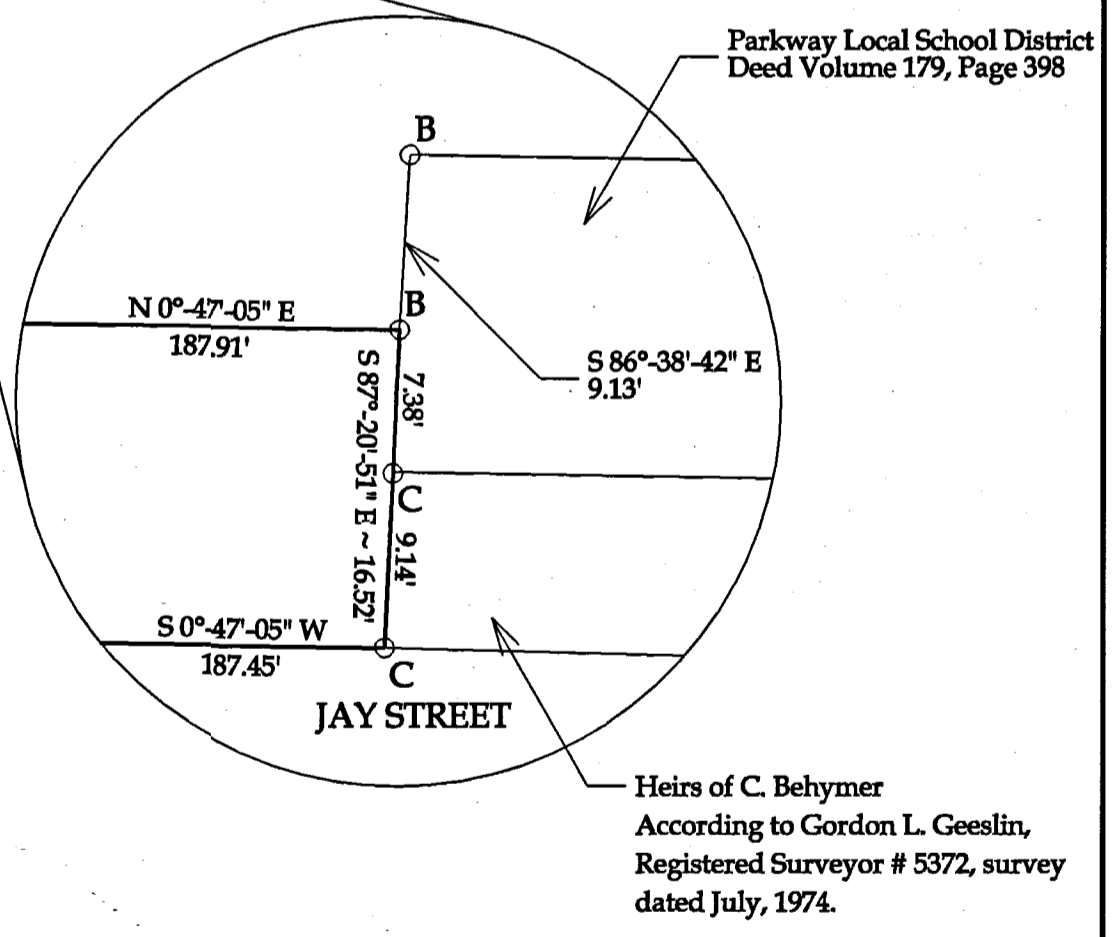 Parkway Local School District
Deed Volume 179, Page 398
B
N 0°-47'-05" E
187.91'
B
S 86°-38'-42" E
9.13'
7.38'
S 87°-20'-51" E ~ 16.52'
C
9.14'
S 0°-47'-05" W
187.45'
C
JAY STREET
Heirs of C. Behymer
According to Gordon L. Geeslin,
Registered Surveyor # 5372, survey
dated July, 1974.